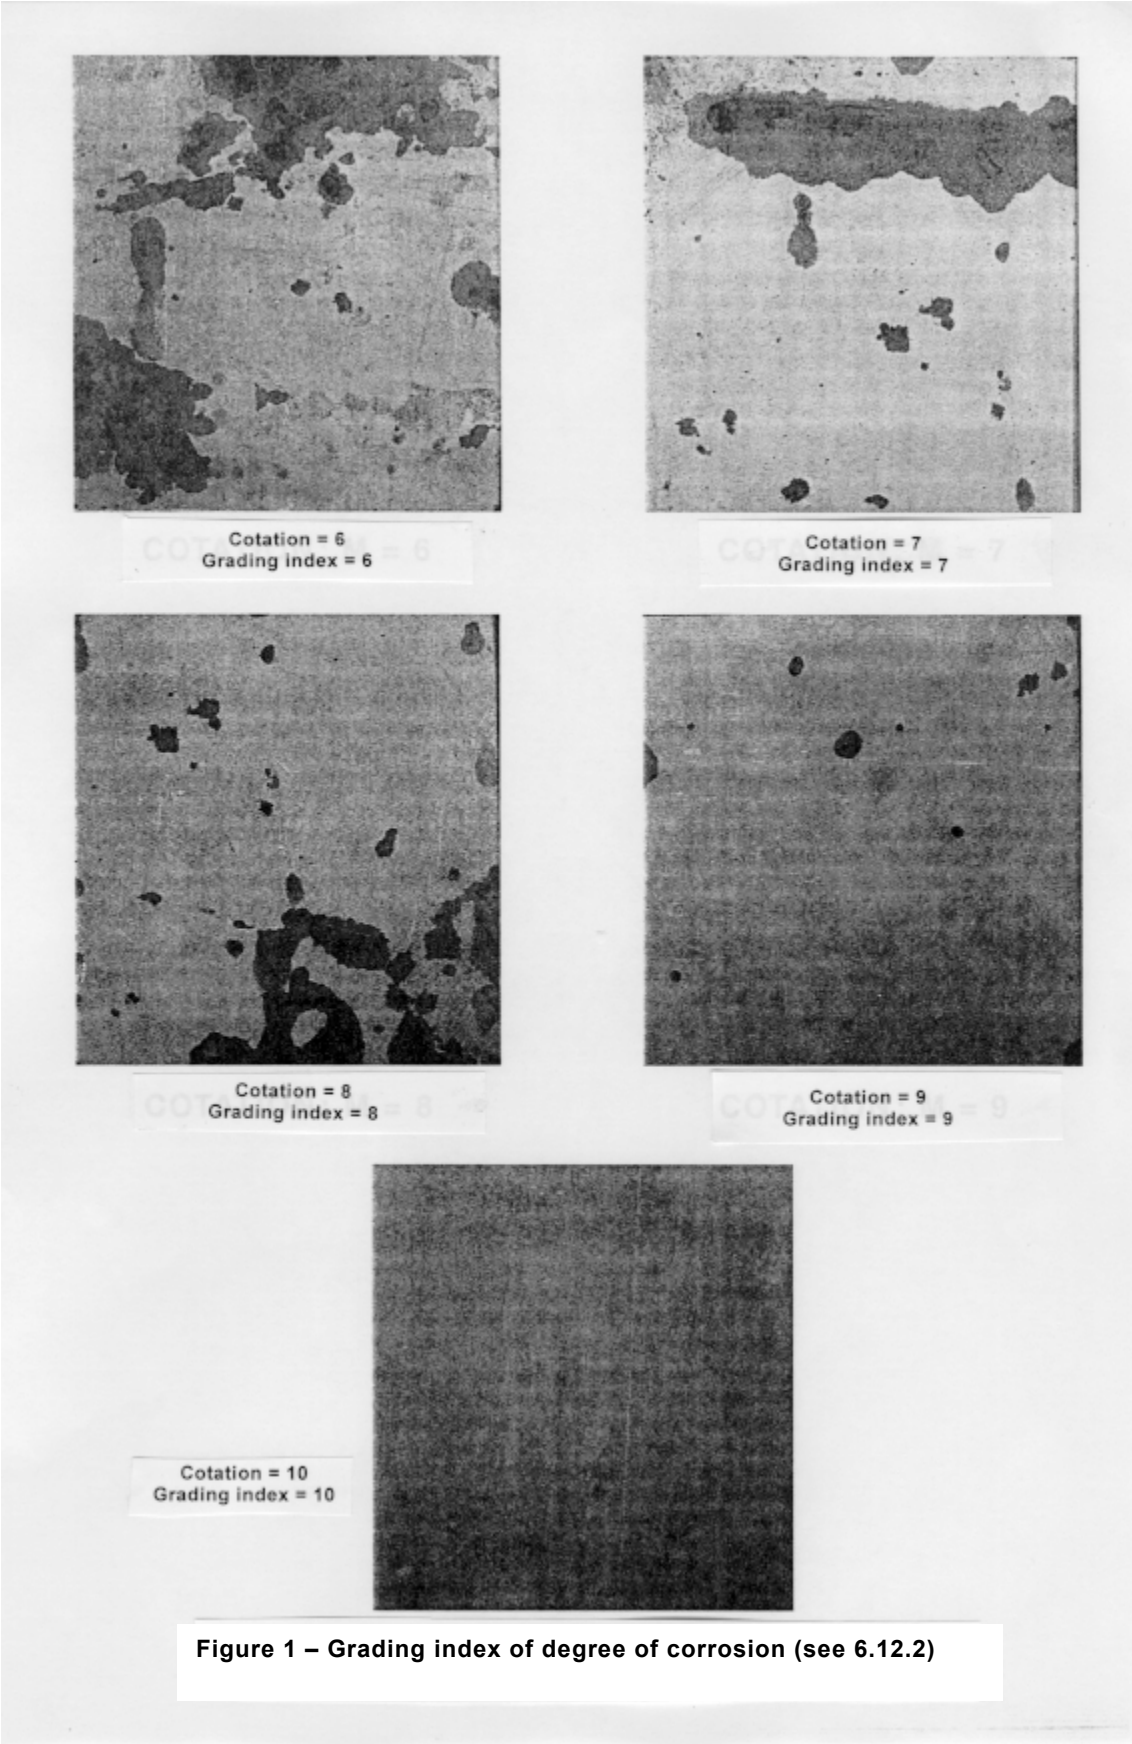 Cotation = 6
Grading index = 6
Cotation = 7
Grading index = 7
Cotation = 8
Grading index = 8
Cotation = 9
Grading index = 9
Cotation = 10
Grading index = 10
Figure 1 – Grading index of degree of corrosion (see 6.12.2)